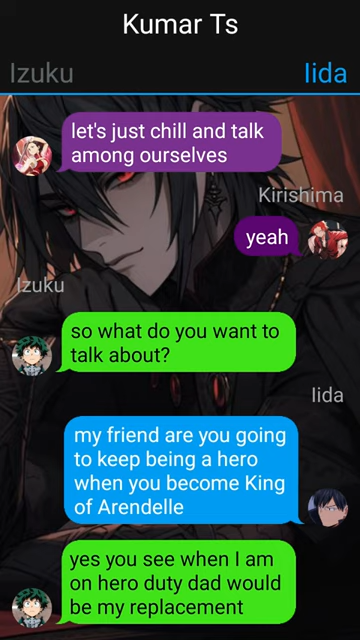 Kumar Ts
Izuku
Iida
let's just chill and talk
among ourselves
Kirishima
yeah
Izuku
so what do you want to
talk about?
Iida
my friend are you going
to keep being a hero
when you become King
of Arendelle
yes you see when I am
on hero duty dad would
be my replacement